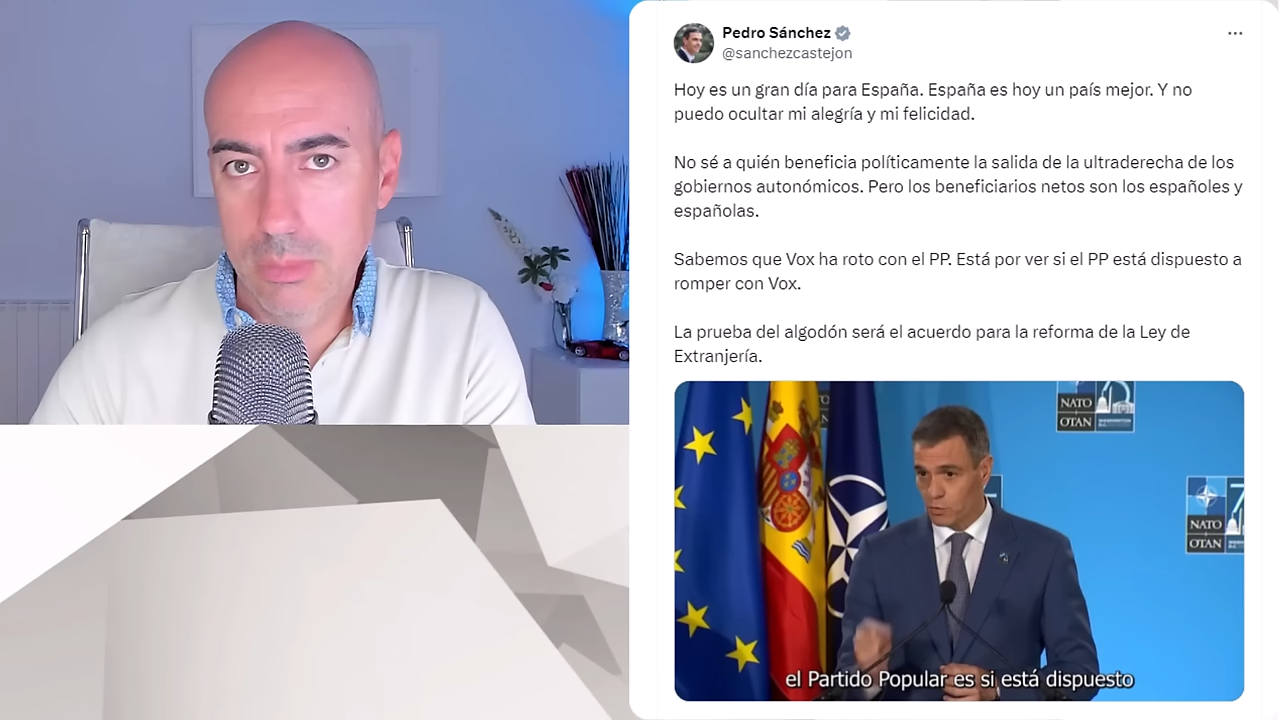 Pedro Sánchez
@sanchezcastejon
Hoy es un gran día para España. España es hoy un país mejor. Y no
puedo ocultar mi alegría y mi felicidad.
No sé a quién beneficia políticamente la salida de la ultraderecha de los
gobiernos autonómicos. Pero los beneficiarios netos son los españoles y
españolas.
Sabemos que Vox ha roto con el PP. Está por ver si el PP está dispuesto a
romper con Vox.
La prueba del algodón será el acuerdo para la reforma de la Ley de
Extranjería.
NATO
OTAN
NATO
OTAN
el Partido Popular es si está dispuesto